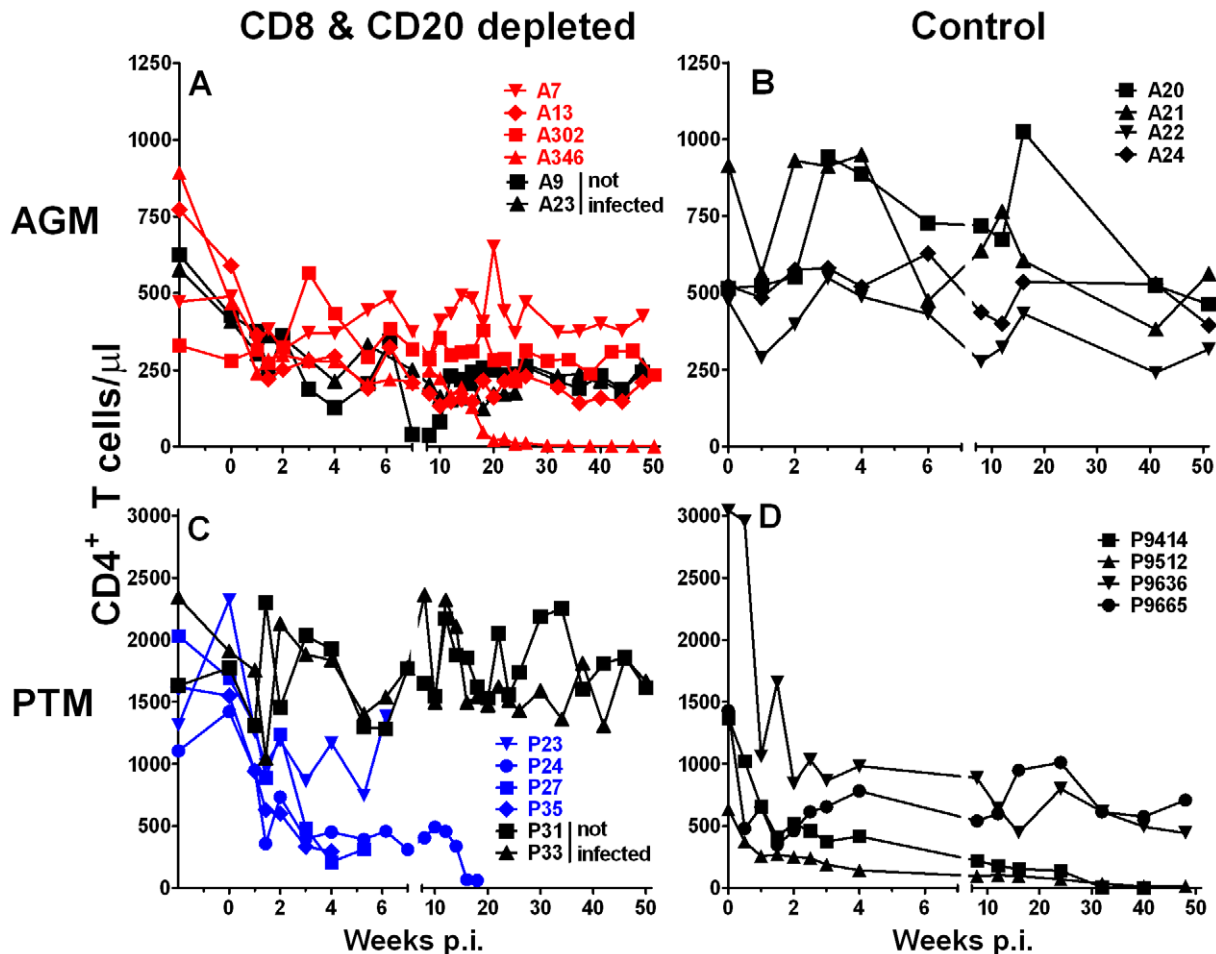 CD8 & CD20 depleted
Control
AGM
PTM
CD4+ T cells/µl
A
1250
1000
750
500
250
0
A7
A13
A302
A346
A9
A23
not
infected
0 2 4 6 10 20 30 40 50
B
1250
1000
750
500
250
0
A20
A21
A22
A24
0 2 4 6 10 20 30 40 50
C
3000
2500
2000
1500
1000
500
0
P23
P24
P27
P35
P31
P33
not
infected
0 2 4 6 10 20 30 40 50
Weeks p.i.
D
3000
2500
2000
1500
1000
500
0
P9414
P9512
P9636
P9665
0 2 4 6 10 20 30 40 50
Weeks p.i.